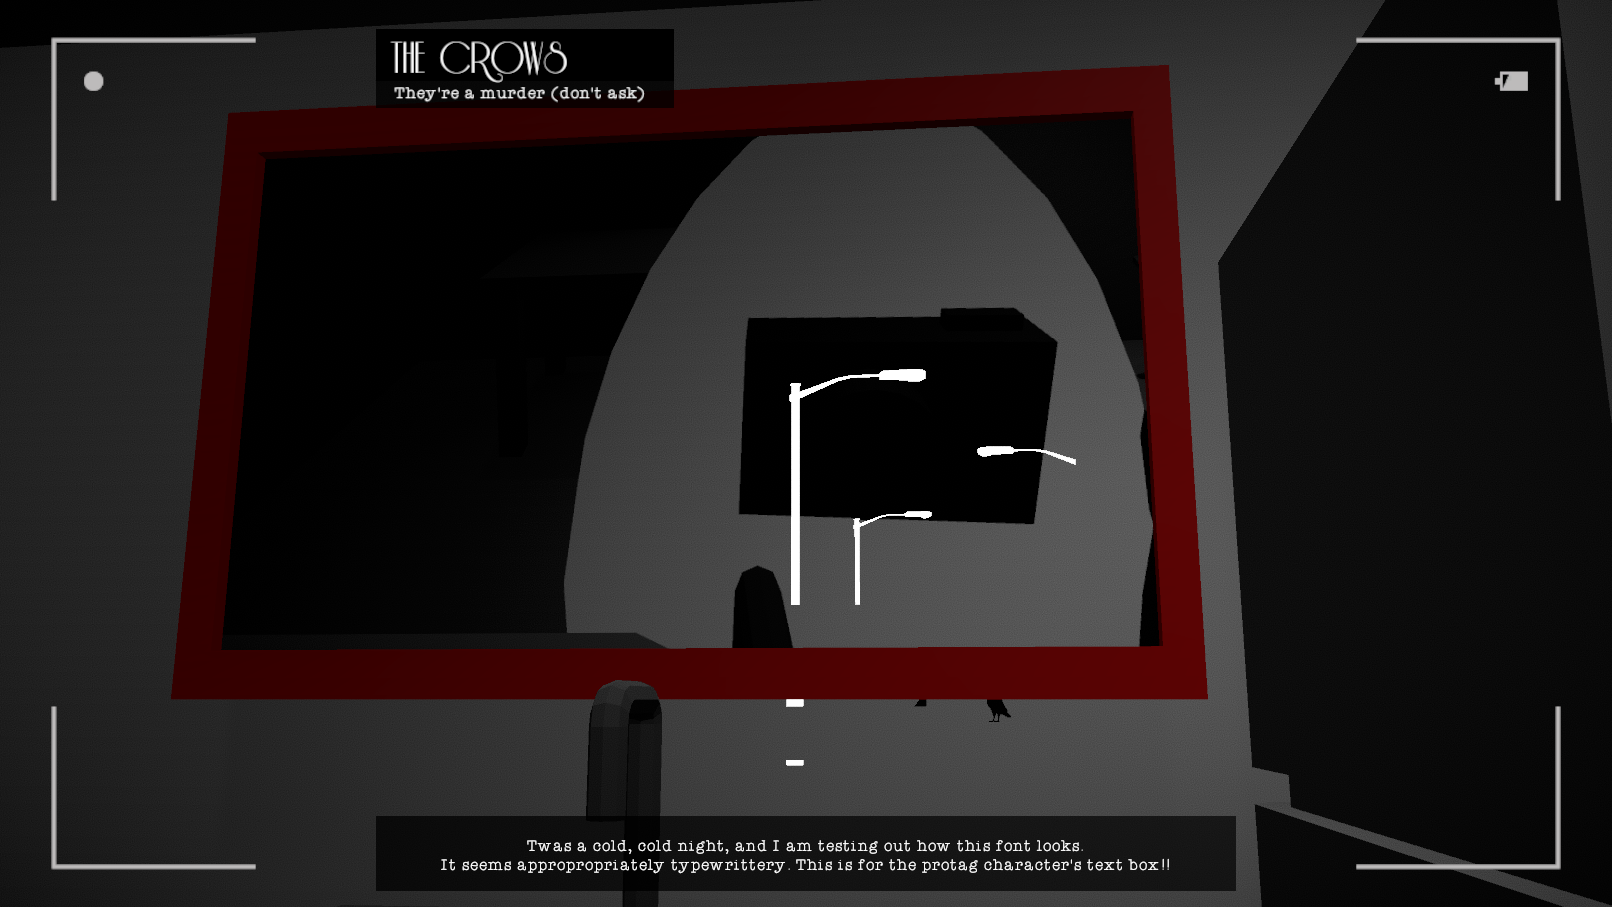 THE CROWS
They're a murder (don't ask)
Twas a cold, cold night, and I am testing out how this font looks.
It seems appropropriately typewrittery. This is for the protag character's text box!!